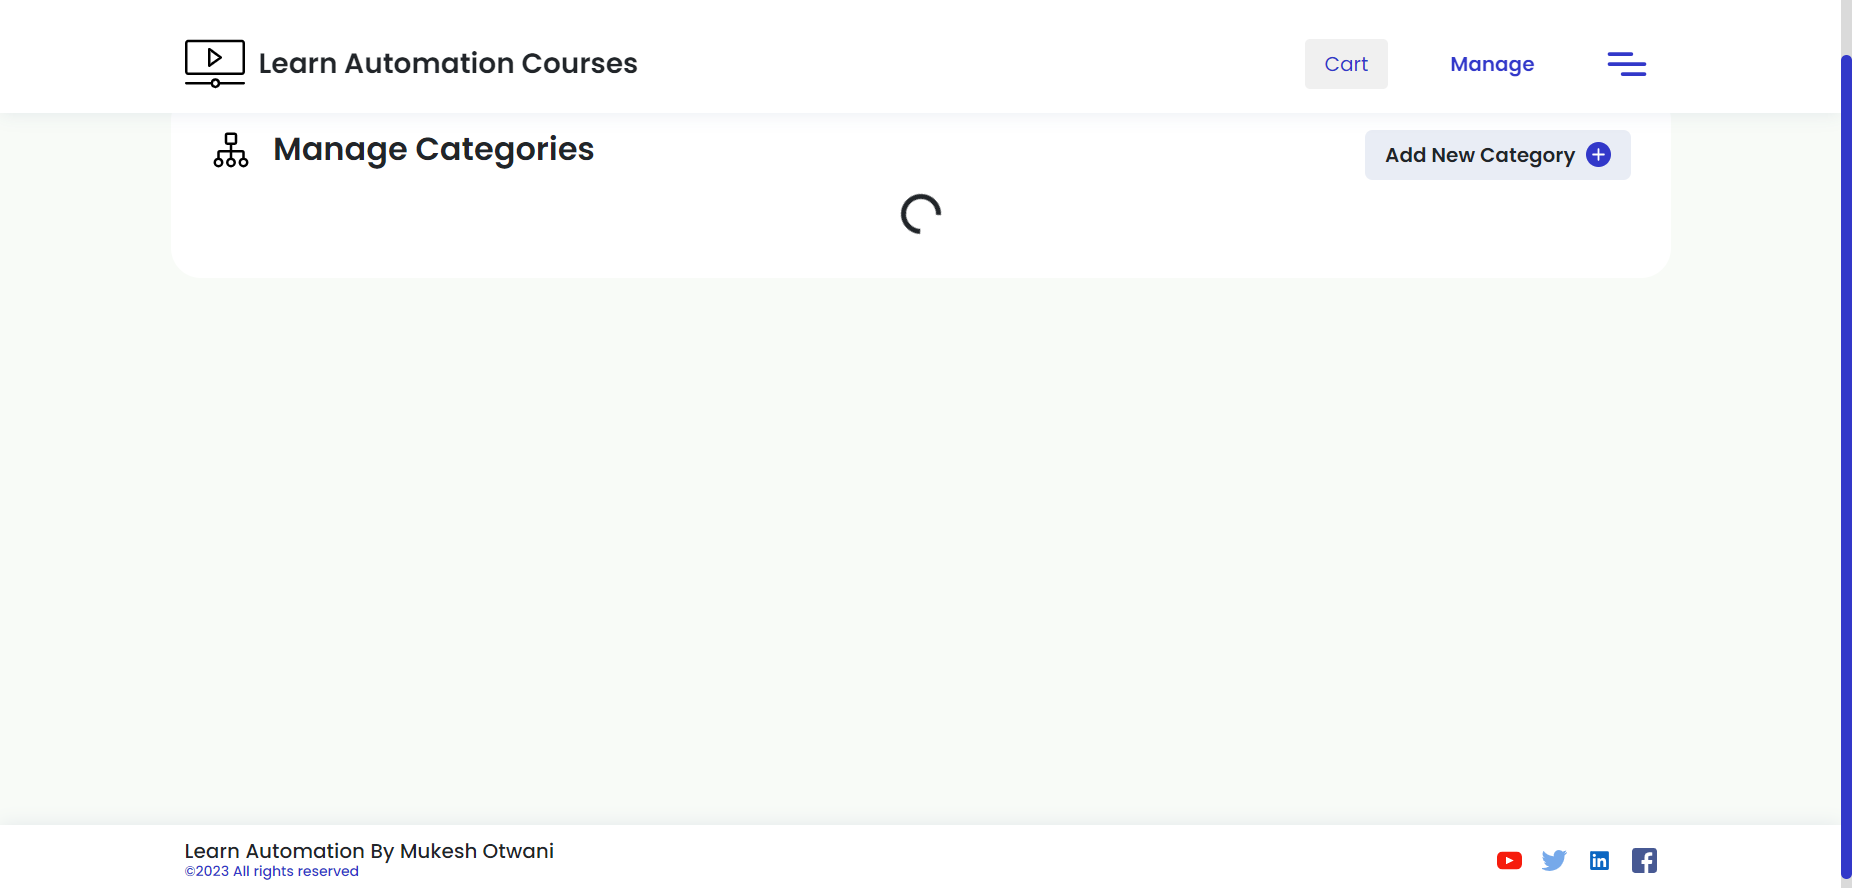 Learn Automation Courses
Cart
Manage
Manage Categories
Add New Category
Learn Automation By Mukesh Otwani
©2023 All rights reserved